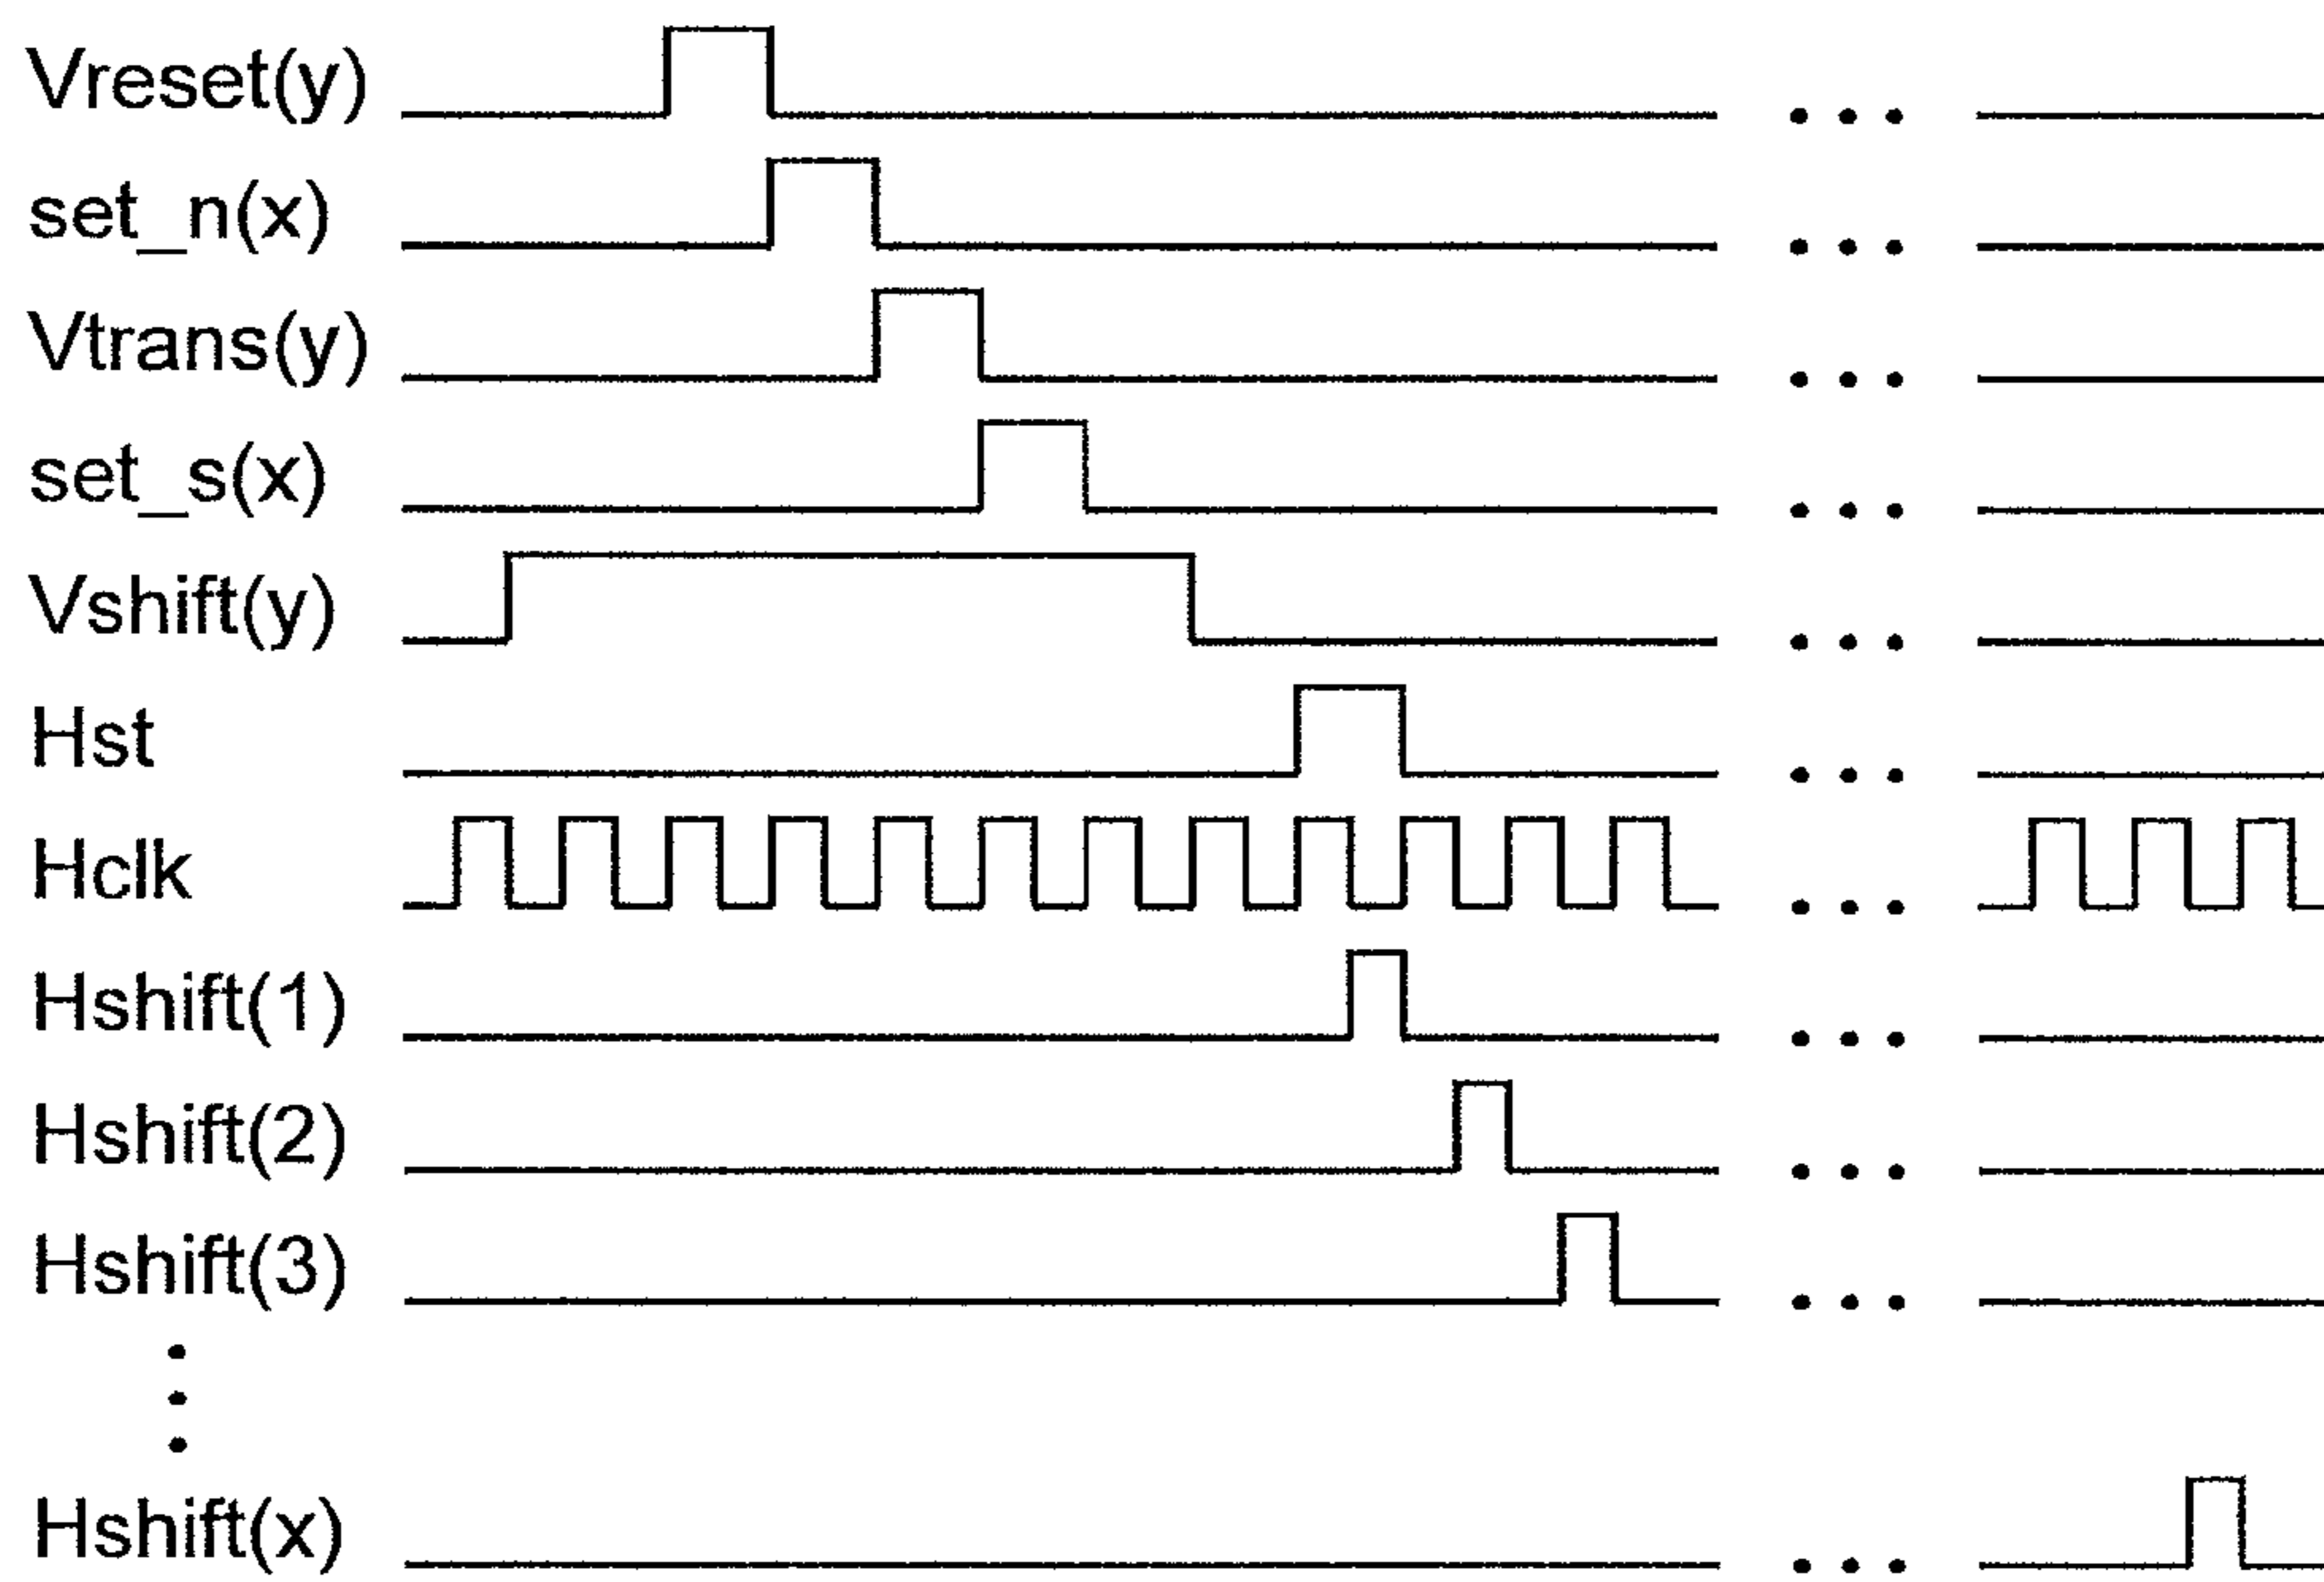 Vreset(y)
set_n(x)
Vtrans(y)
set_s(x)
Vshift(y)
Hst
Hclk
Hshift(1)
Hshift(2)
Hshift(3)
Hshift(x)